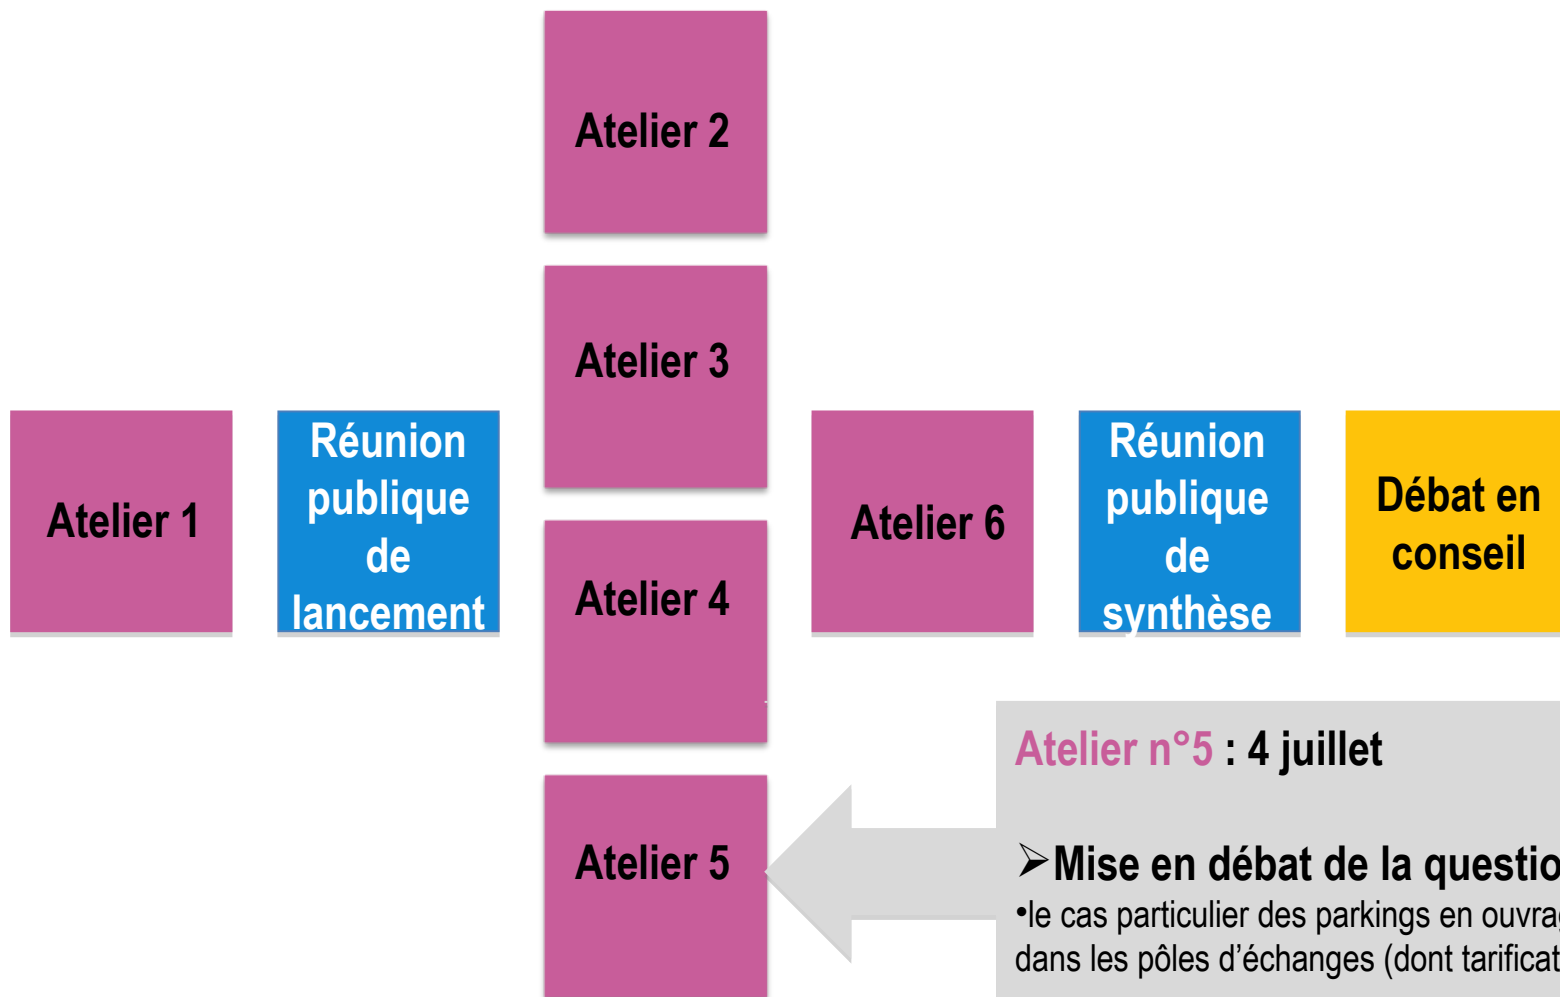 Atelier 2
Atelier 3
Atelier 1
Réunion
publique
de
lancement
Atelier 4
Atelier 5
Atelier 6
Réunion
publique
de
synthèse
Débat en
conseil
Atelier n°5 : 4 juillet
➢Mise en débat de la questio
•le cas particulier des parkings en ouvrag
dans les pôles d’échanges (dont tarificat